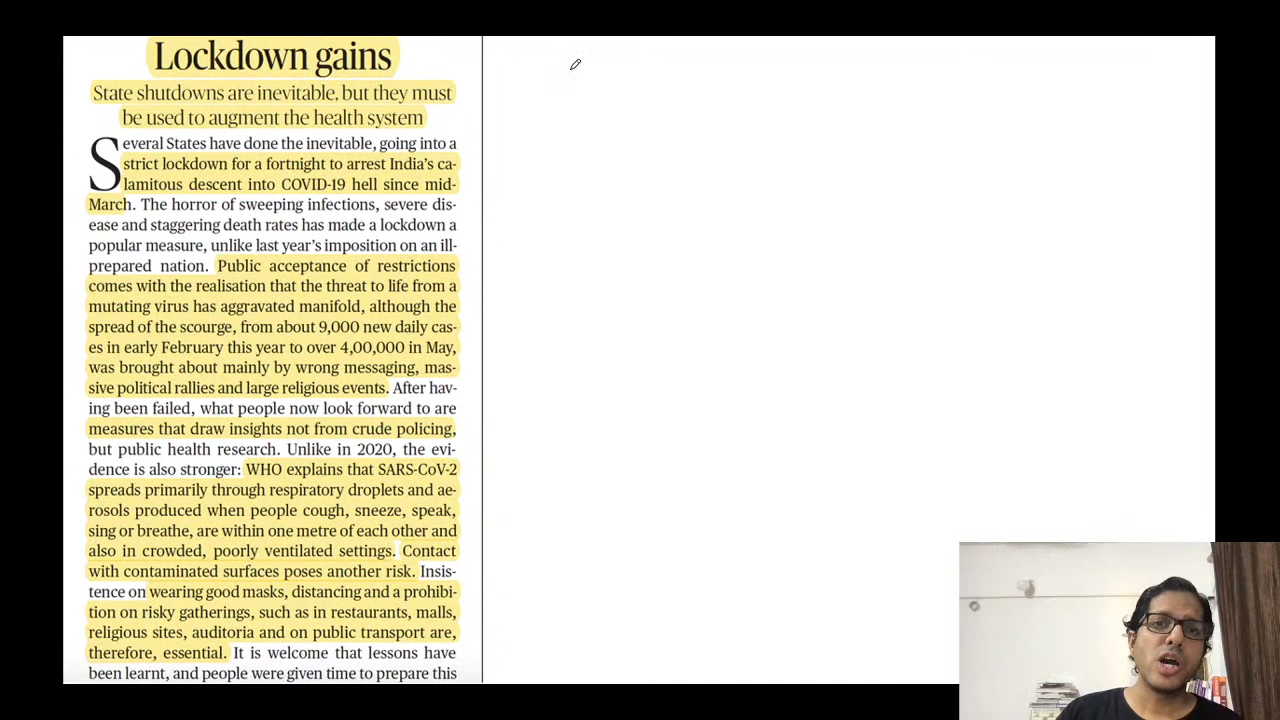 Lockdown gains
State shutdowns are inevitable, but they must
be used to augment the health system
Several States have done the inevitable, going into a
strict lockdown for a fortnight to arrest India's ca-
lamitous descent into COVID-19 hell since mid-
March. The horror of sweeping infections, severe dis-
ease and staggering death rates has made a lockdown a
popular measure, unlike last year's imposition on an ill-
prepared nation. Public acceptance of restrictions
comes with the realisation that the threat to life from a
mutating virus has aggravated manifold, although the
spread of the scourge, from about 9,000 new daily cas-
es in early February this year to over 4,00,000 in May,
was brought about mainly by wrong messaging, mas-
sive political rallies and large religious events. After hav-
ing been failed, what people now look forward to are
measures that draw insights not from crude policing,
but public health research. Unlike in 2020, the evi-
dence is also stronger: WHO explains that SARS-CoV-2
spreads primarily through respiratory droplets and ae-
rosols produced when people cough, sneeze, speak,
sing or breathe, are within one metre of each other and
also in crowded, poorly ventilated settings. Contact
with contaminated surfaces poses another risk. Insis-
tence on wearing good masks, distancing and a prohibi-
tion on risky gatherings, such as in restaurants, malls,
religious sites, auditoria and on public transport are,
therefore, essential. It is welcome that lessons have
been learnt, and people were given time to prepare this